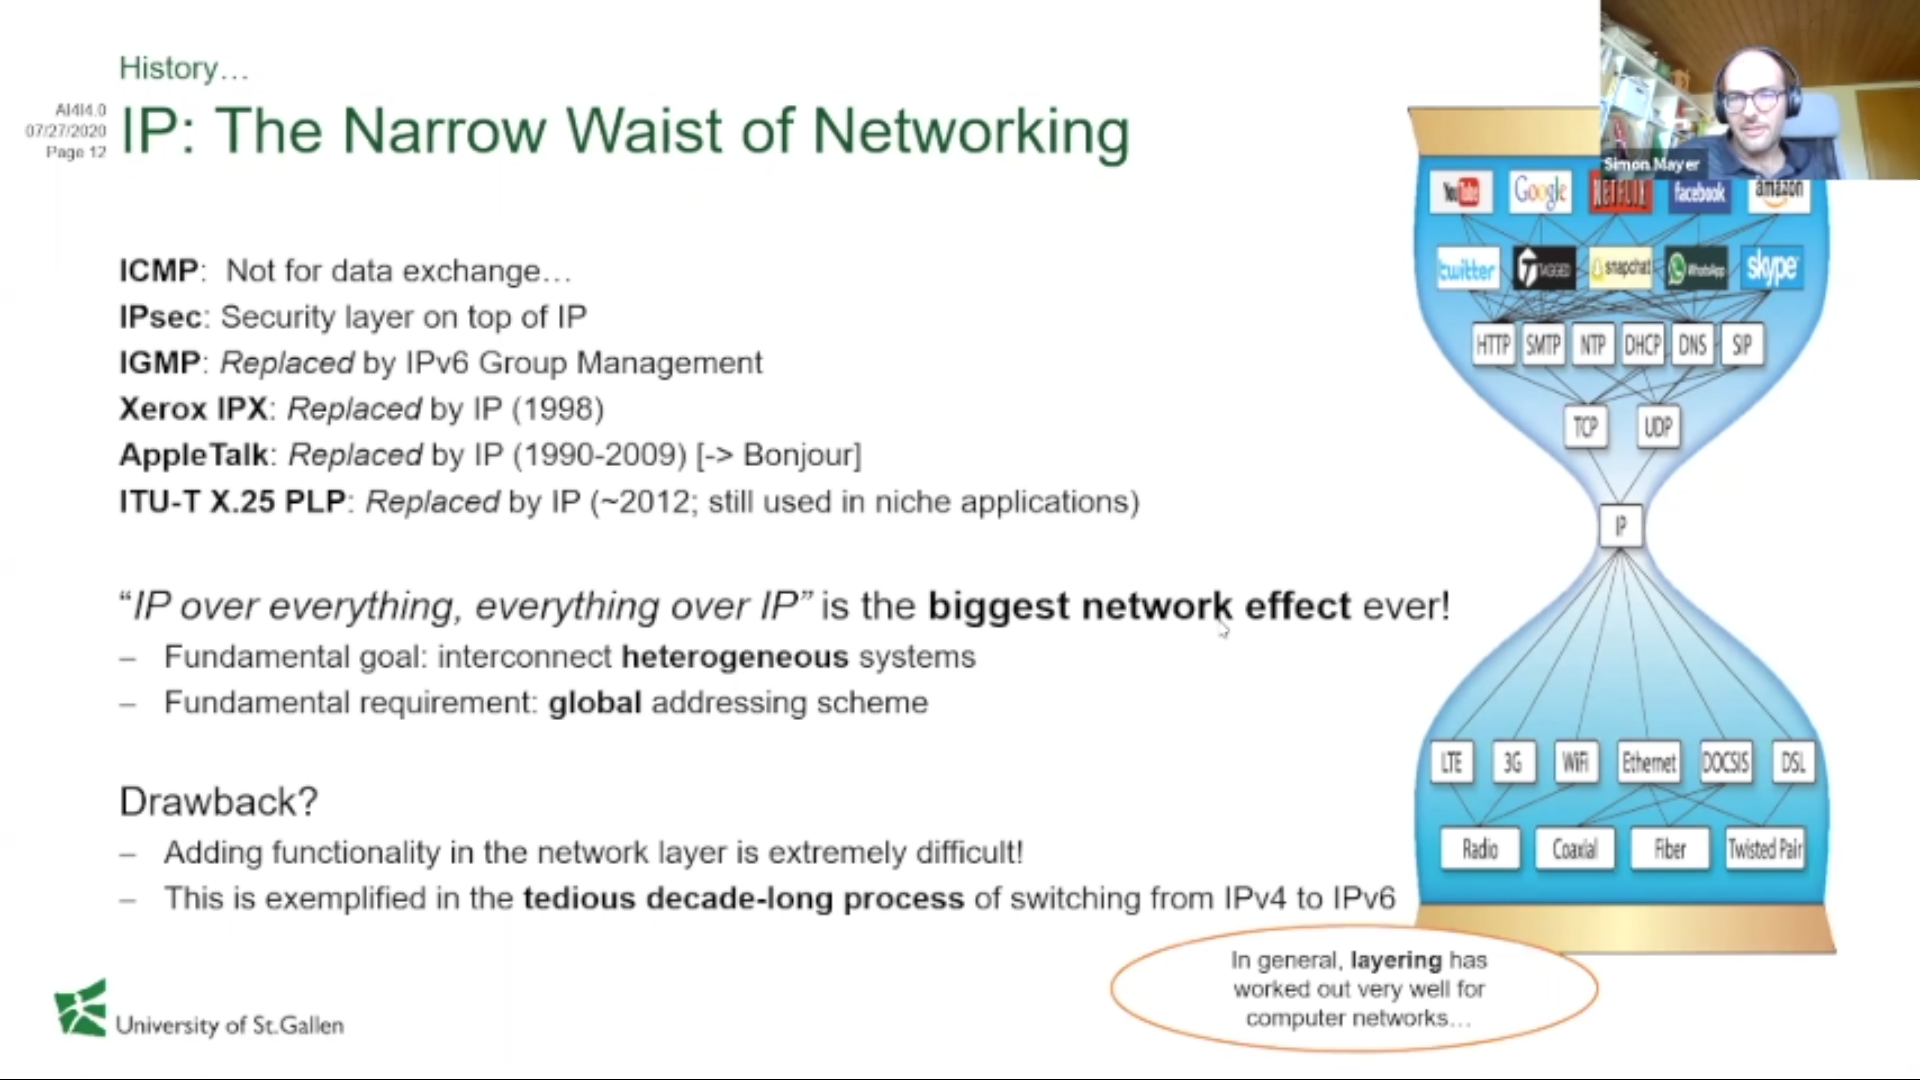 History…
AI4I4.0
07/27/2020
Page 12
IP: The Narrow Waist of Networking
Simon Mayer
ICMP: Not for data exchange…
IPsec: Security layer on top of IP
IGMP: Replaced by IPv6 Group Management
Xerox IPX: Replaced by IP (1998)
AppleTalk: Replaced by IP (1990-2009) [-> Bonjour]
ITU-T X.25 PLP: Replaced by IP (~2012; still used in niche applications)
“IP over everything, everything over IP” is the biggest network effect ever!
– Fundamental goal: interconnect heterogeneous systems
– Fundamental requirement: global addressing scheme
Drawback?
– Adding functionality in the network layer is extremely difficult!
– This is exemplified in the tedious decade-long process of switching from IPv4 to IPv6
YouTube Google NETFLIX facebook amazon
twitter TAGGED snapchat WhatsApp skype
HTTP SMTP NTP DHCP DNS SIP
TCP UDP
IP
LTE 3G WiFi Ethernet DOCSIS DSL
Radio Coaxial Fiber Twisted Pair
In general, layering has
worked out very well for
computer networks…
University of St.Gallen